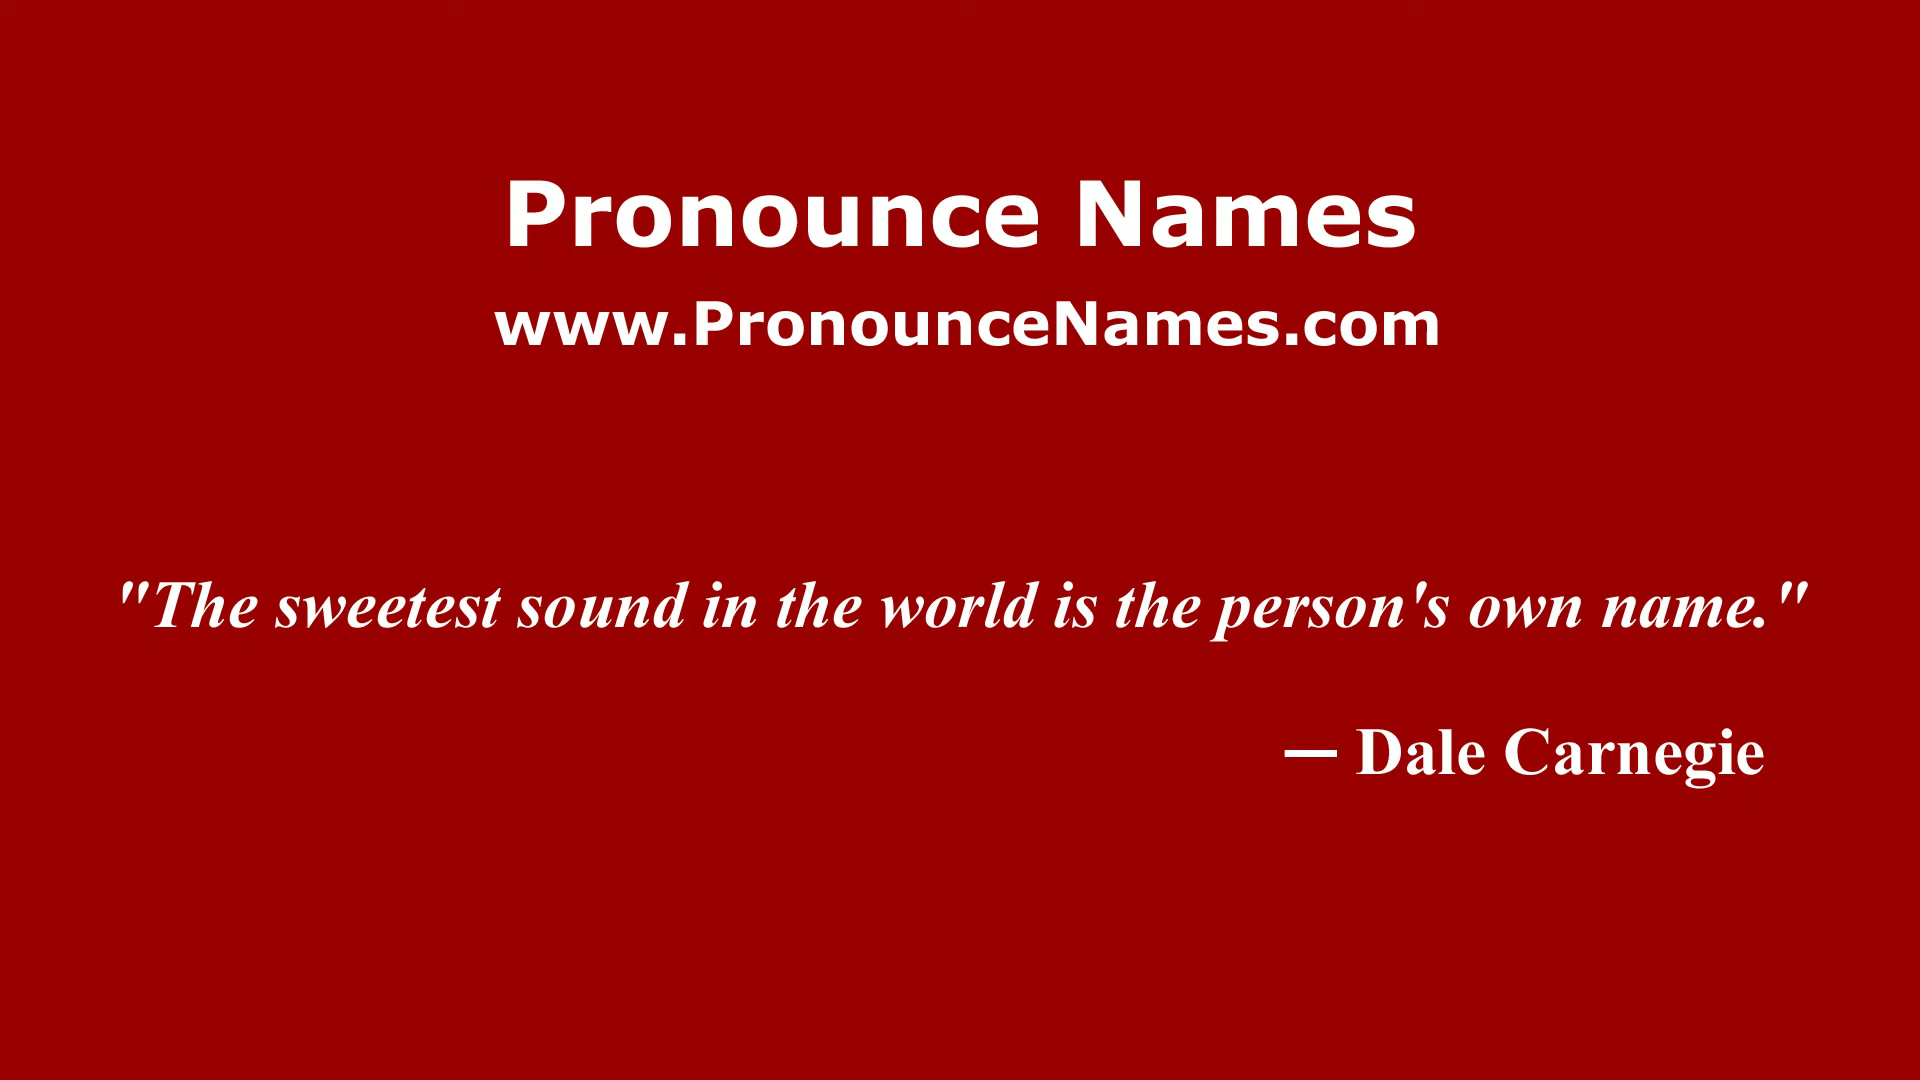 Pronounce Names
www.PronounceNames.com
"The sweetest sound in the world is the person's own name."
— Dale Carnegie